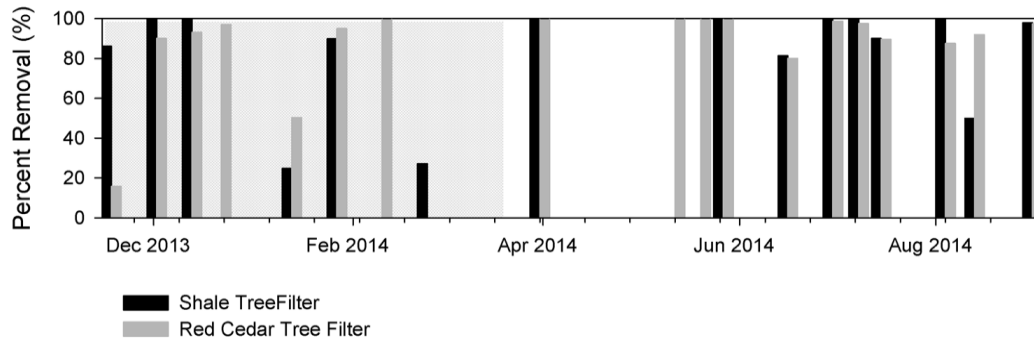 Percent Removal (%)
100
80
60
40
20
0
Dec 2013 Feb 2014 Apr 2014 Jun 2014 Aug 2014
Shale TreeFilter
Red Cedar Tree Filter